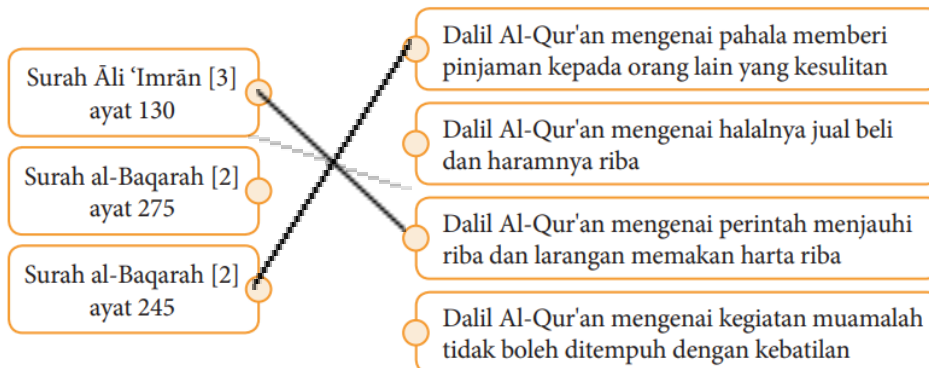 Surah Āli ‘Imrān [3]
ayat 130
Surah al-Baqarah [2]
ayat 275
Surah al-Baqarah [2]
ayat 245
Dalil Al-Qur'an mengenai pahala memberi
pinjaman kepada orang lain yang kesulitan
Dalil Al-Qur'an mengenai halalnya jual beli
dan haramnya riba
Dalil Al-Qur'an mengenai perintah menjauhi
riba dan larangan memakan harta riba
Dalil Al-Qur'an mengenai kegiatan muamalah
tidak boleh ditempuh dengan kebatilan